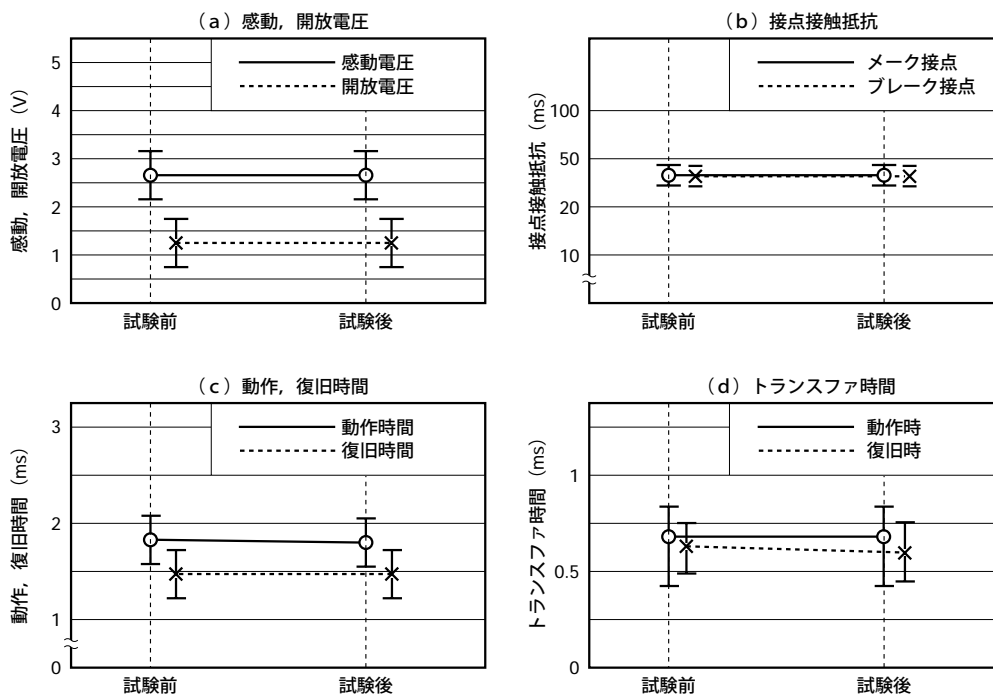 （a）感動，開放電圧
感動，開放電圧（V）
5
4
3
2
1
0
感動電圧
開放電圧
試験前
試験後
（b）接点接触抵抗
接点接触抵抗（ms）
100
50
20
10
0
メーク接点
ブレーク接点
試験前
試験後
（c）動作，復旧時間
動作，復旧時間（ms）
3
2
1
0
動作時間
復旧時間
試験前
試験後
（d）トランスファ時間
トランスファ時間（ms）
1
0.5
0
動作時
復旧時
試験前
試験後